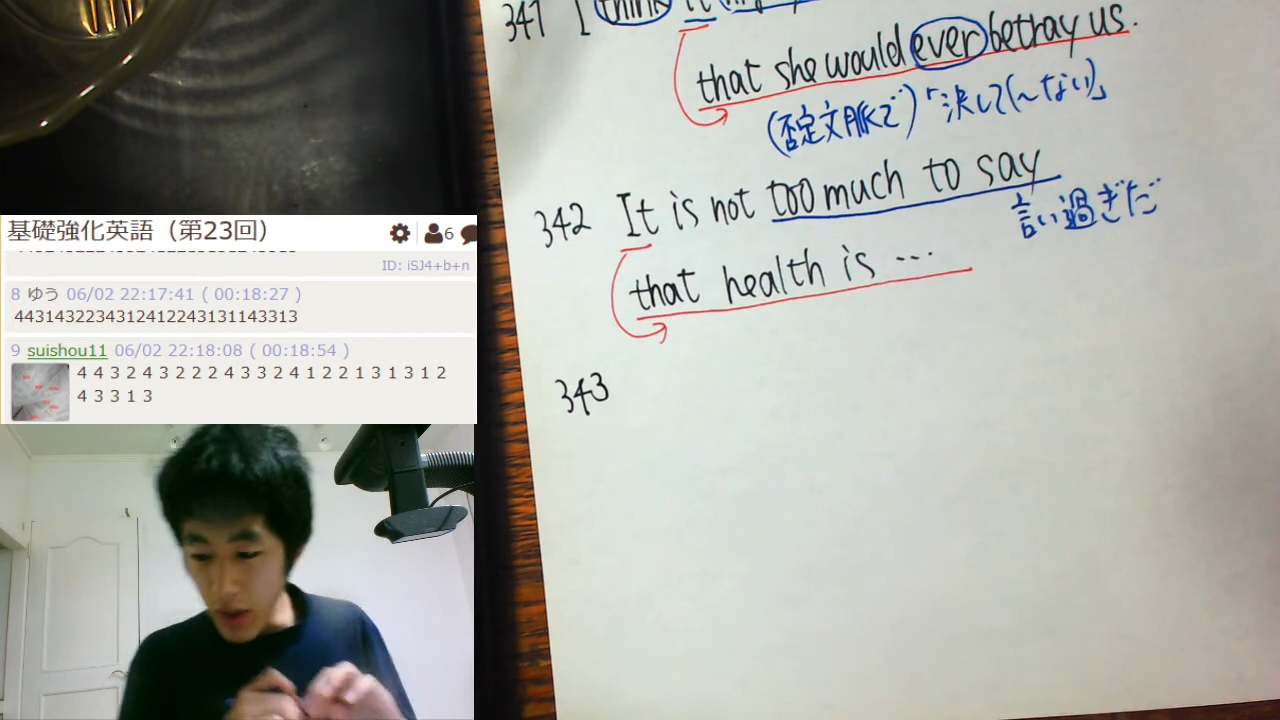 341 I think it
that she would ever betray us.
(否定文脈で)「決して〜ない」
342 It is not too much to say
言い過ぎだ
that health is ...
343
基礎強化英語（第23回）
6
ID: iSJ4+b+n
8 ゆう 06/02 22:17:41 ( 00:18:27 )
4431432234312412243131143313
9 suishou11 06/02 22:18:08 ( 00:18:54 )
4 4 3 2 4 3 2 2 2 4 3 3 2 4 1 2 2 1 3 1 3 1 2
4 3 3 1 3